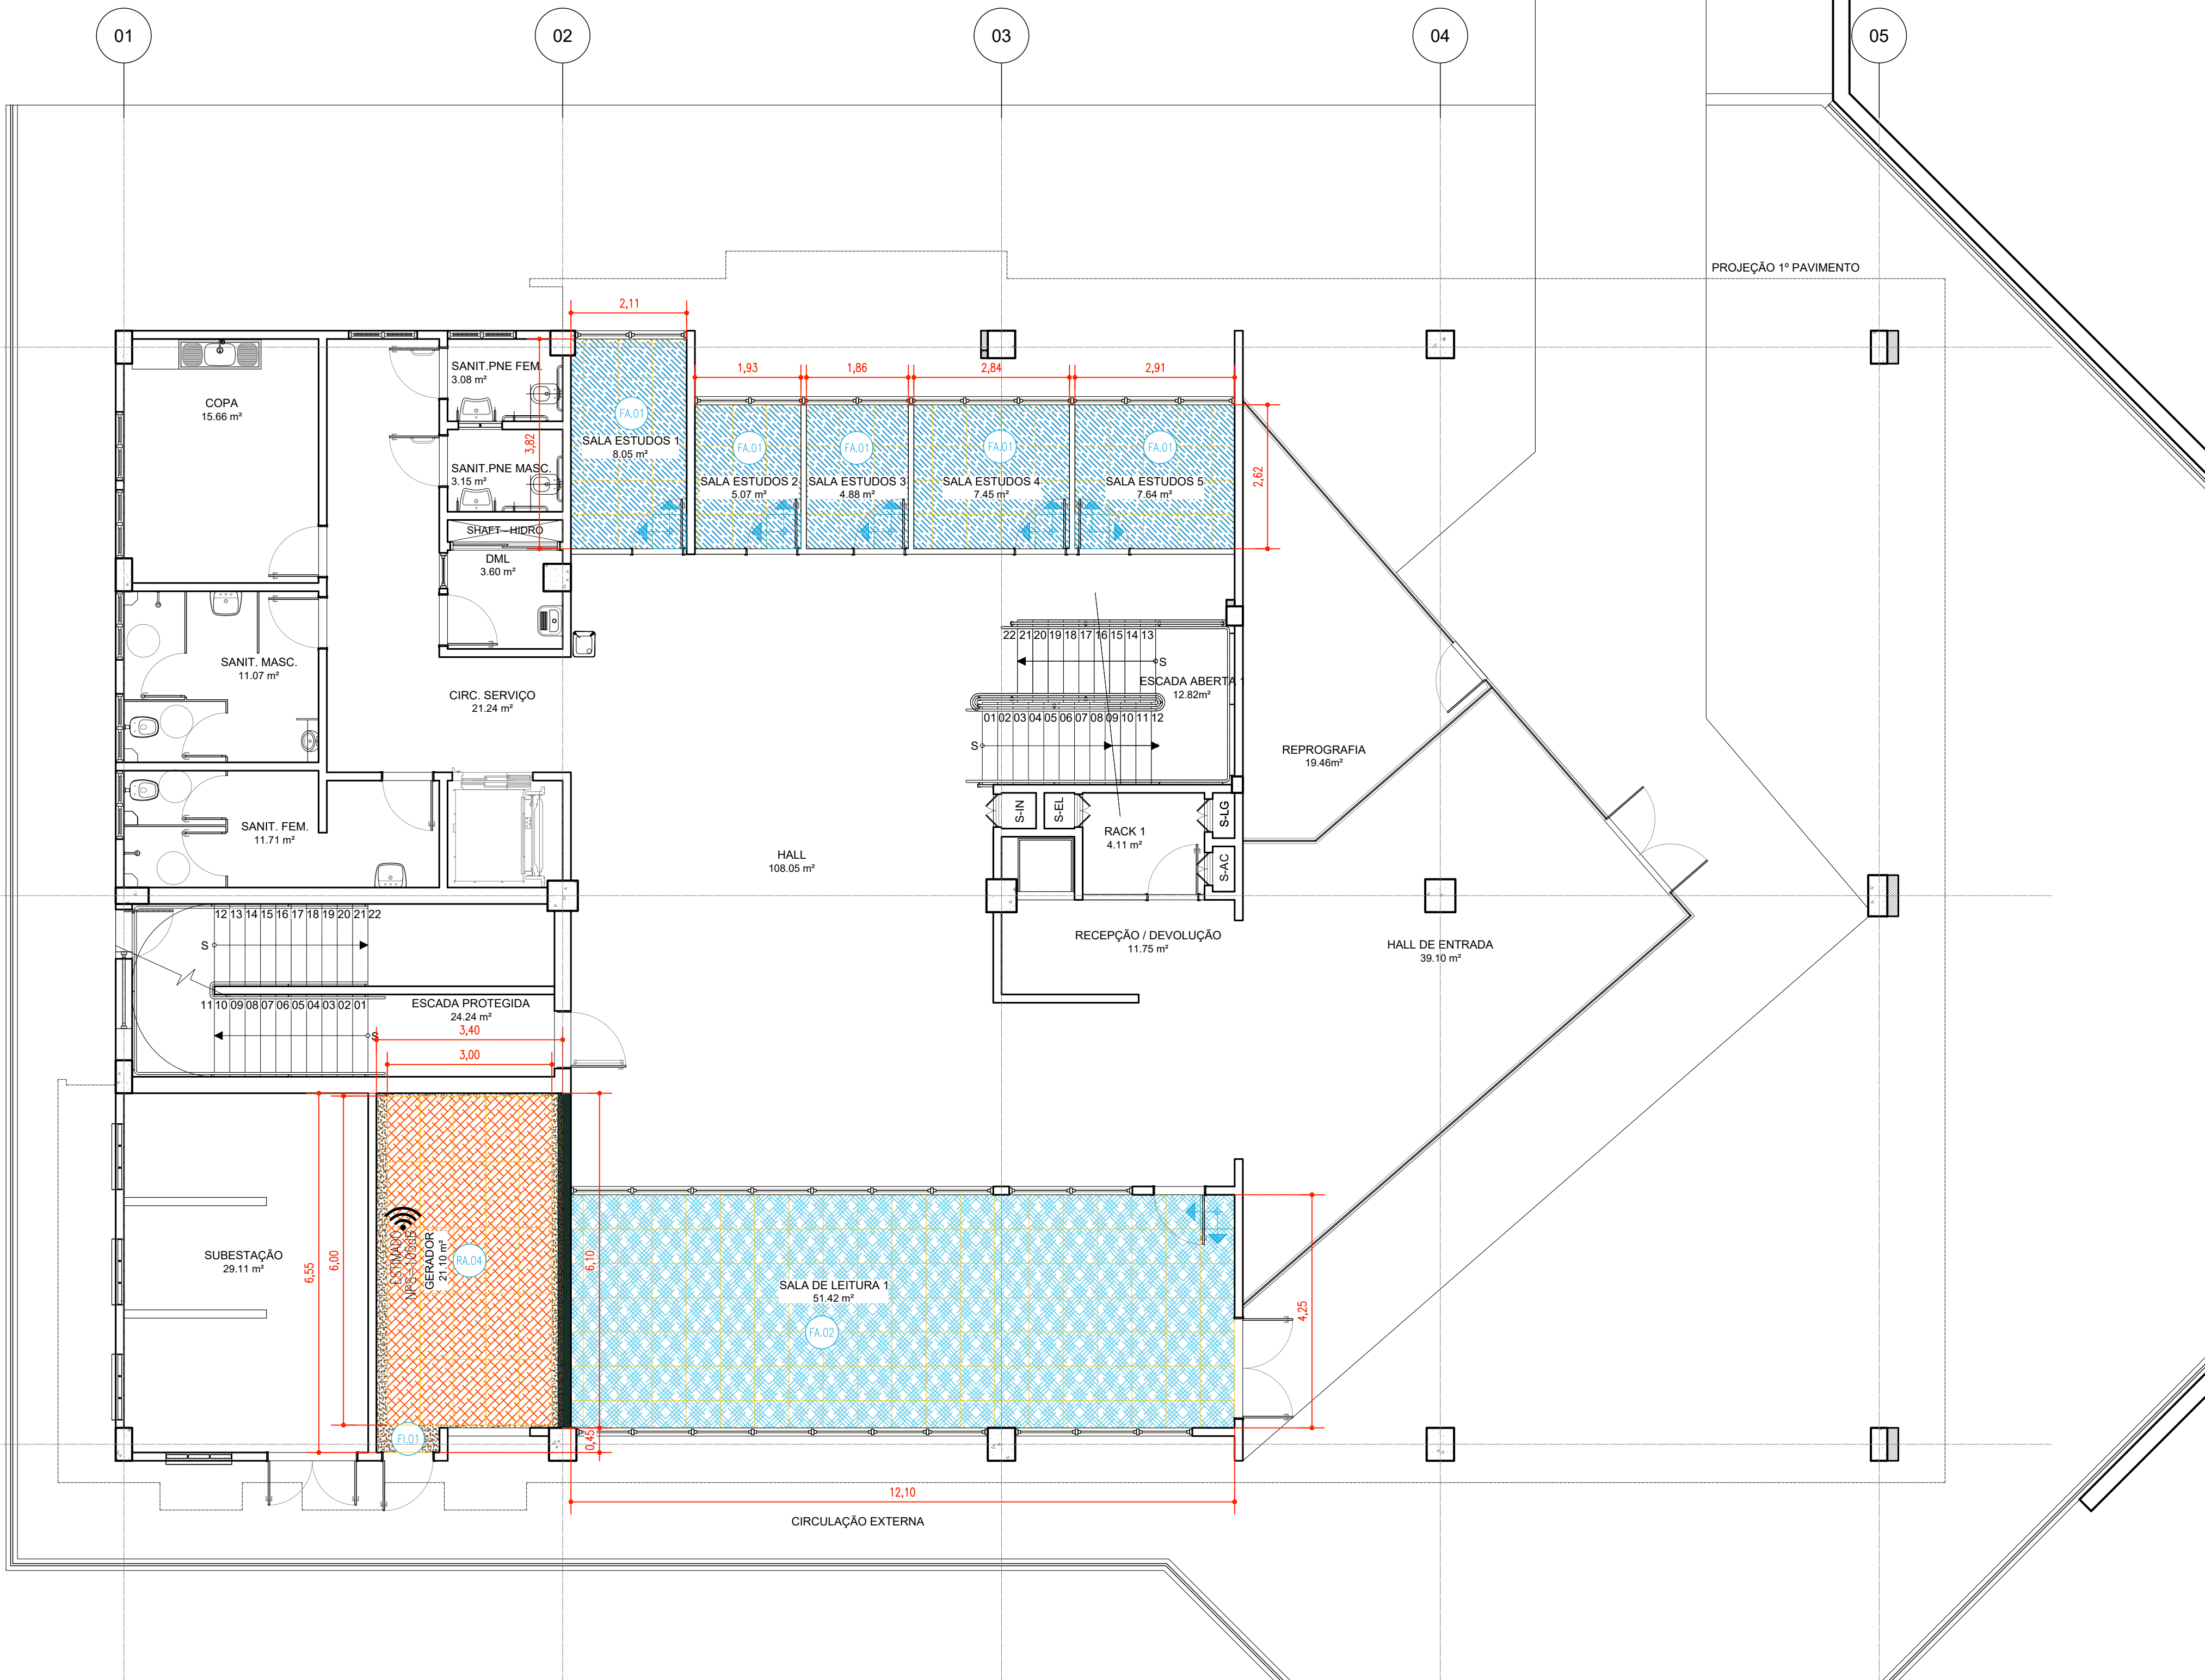 01
02
03
04
05
PROJEÇÃO 1º PAVIMENTO
2,11
1,93
1,86
2,84
2,91
SANIT.PNE FEM.
3.08 m²
COPA
15.66 m²
FA.01
FA.01
FA.01
FA.01
FA.01
3,82
SALA ESTUDOS 1
8.05 m²
SANIT.PNE MASC.
3.15 m²
SALA ESTUDOS 2
5.07 m²
SALA ESTUDOS 3
4.88 m²
SALA ESTUDOS 4
7.45 m²
SALA ESTUDOS 5
7.64 m²
2,62
SHAFT - HIDRO
DML
3.60 m²
22 21 20 19 18 17 16 15 14 13
S
SANIT. MASC.
11.07 m²
ESCADA ABERTA 1
12.82m²
CIRC. SERVIÇO
21.24 m²
01 02 03 04 05 06 07 08 09 10 11 12
S
REPROGRAFIA
19.46m²
S-IN
S-EL
S-LG
SANIT. FEM.
11.71 m²
RACK 1
4.11 m²
HALL
108.05 m²
S-AC
12 13 14 15 16 17 18 19 20 21 22
S
RECEPÇÃO / DEVOLUÇÃO
11.75 m²
HALL DE ENTRADA
39.10 m²
11 10 09 08 07 06 05 04 03 02 01
S
ESCADA PROTEGIDA
24.24 m²
3,40
3,00
SUBESTAÇÃO
29.11 m²
6,55
6,00
ESTIMADO
NPS=105dB
GERADOR
21.10 m²
RA.04
6,10
SALA DE LEITURA 1
51.42 m²
FA.02
4,25
FI.01
0,45
12,10
CIRCULAÇÃO EXTERNA